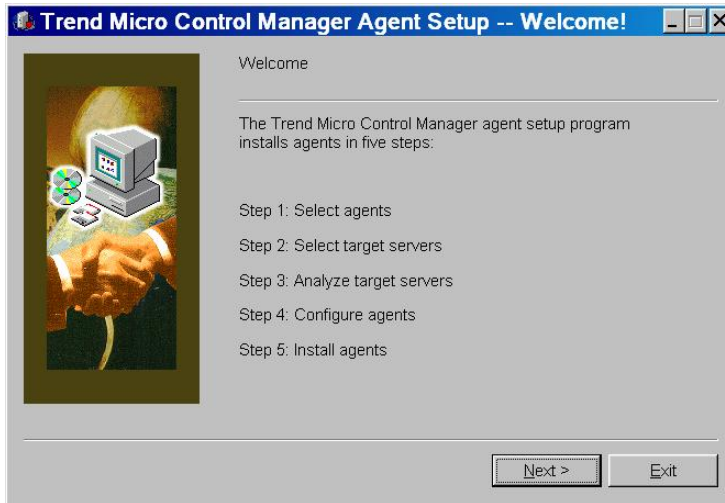 Trend Micro Control Manager Agent Setup -- Welcome!
Welcome
The Trend Micro Control Manager agent setup program
installs agents in five steps:
Step 1: Select agents
Step 2: Select target servers
Step 3: Analyze target servers
Step 4: Configure agents
Step 5: Install agents
Next >
Exit